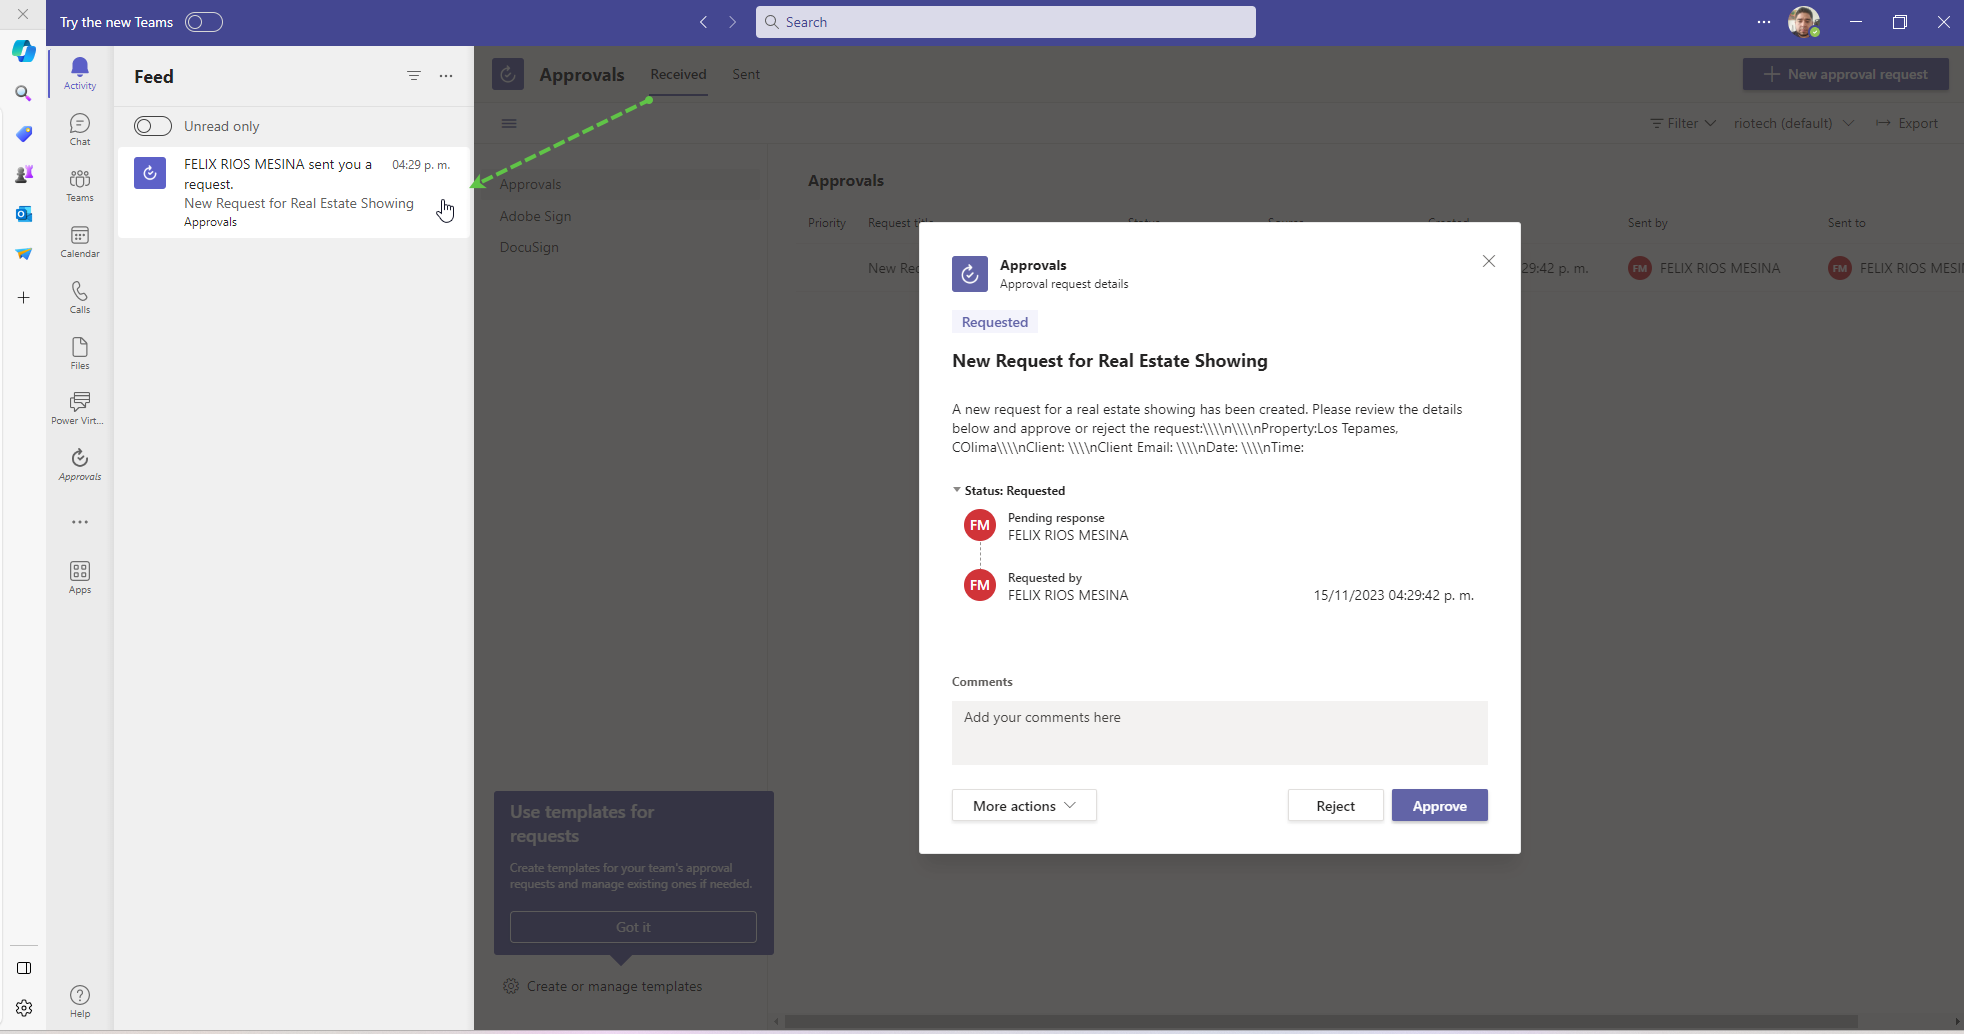 Try the new Teams
Search
Activity
Chat
Teams
Calendar
Calls
Files
Power Virt...
Approvals
Apps
Help
Feed
Unread only
FELIX RIOS MESINA sent you a
request.
04:29 p. m.
New Request for Real Estate Showing
Approvals
Approvals
Received
Sent
New approval request
Filter
riotech (default)
Export
Approvals
Adobe Sign
DocuSign
Approvals
Priority
Request title
Status
Source
Created
Sent by
Sent to
New Req
29:42 p. m.
FM
FELIX RIOS MESINA
FM
FELIX RIOS MESI
Approvals
Approval request details
Requested
New Request for Real Estate Showing
A new request for a real estate showing has been created. Please review the details
below and approve or reject the request:\\\\n\\\\nProperty:Los Tepames,
COlima\\\\nClient: \\\\nClient Email: \\\\nDate: \\\\nTime:
Status: Requested
FM
Pending response
FELIX RIOS MESINA
FM
Requested by
FELIX RIOS MESINA
15/11/2023 04:29:42 p. m.
Comments
Add your comments here
More actions
Reject
Approve
Use templates for
requests
Create templates for your team's approval
requests and manage existing ones if needed.
Got it
Create or manage templates